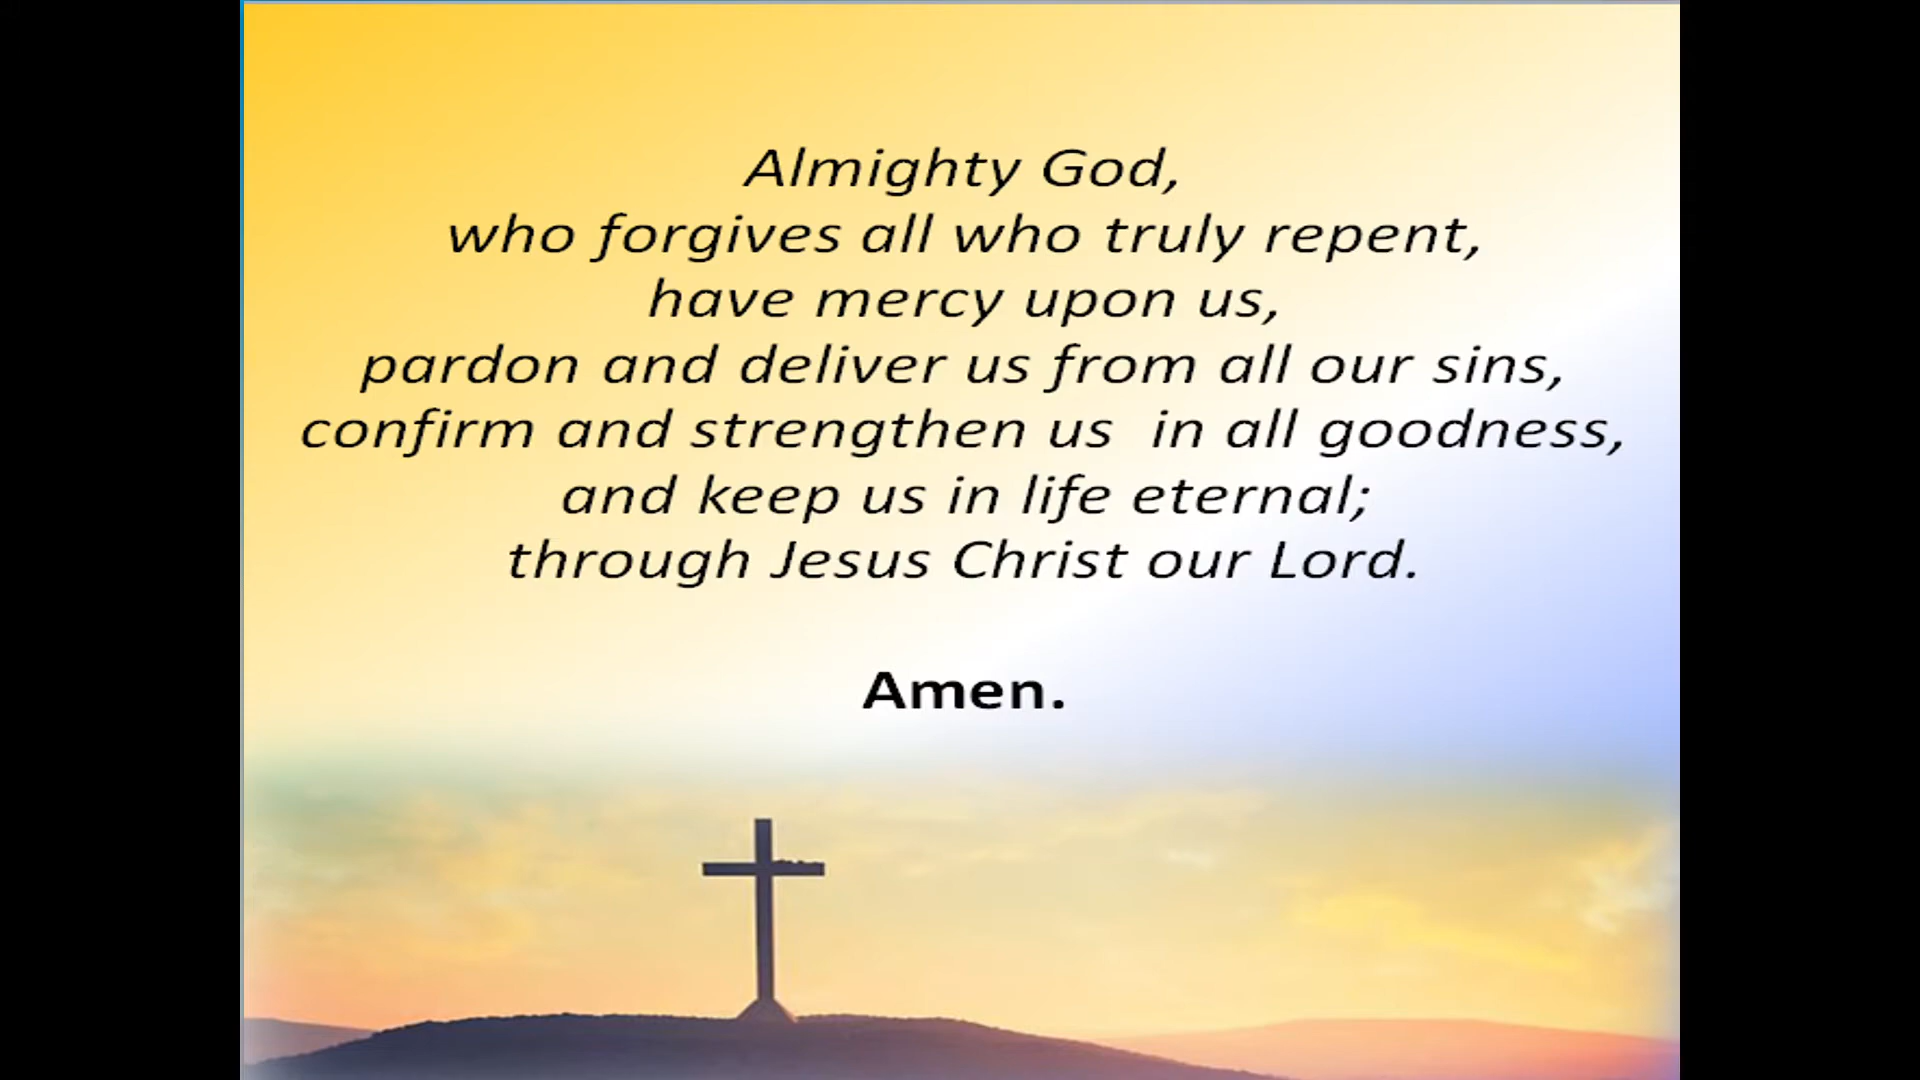 Almighty God,
who forgives all who truly repent,
have mercy upon us,
pardon and deliver us from all our sins,
confirm and strengthen us  in all goodness,
and keep us in life eternal;
through Jesus Christ our Lord.
Amen.